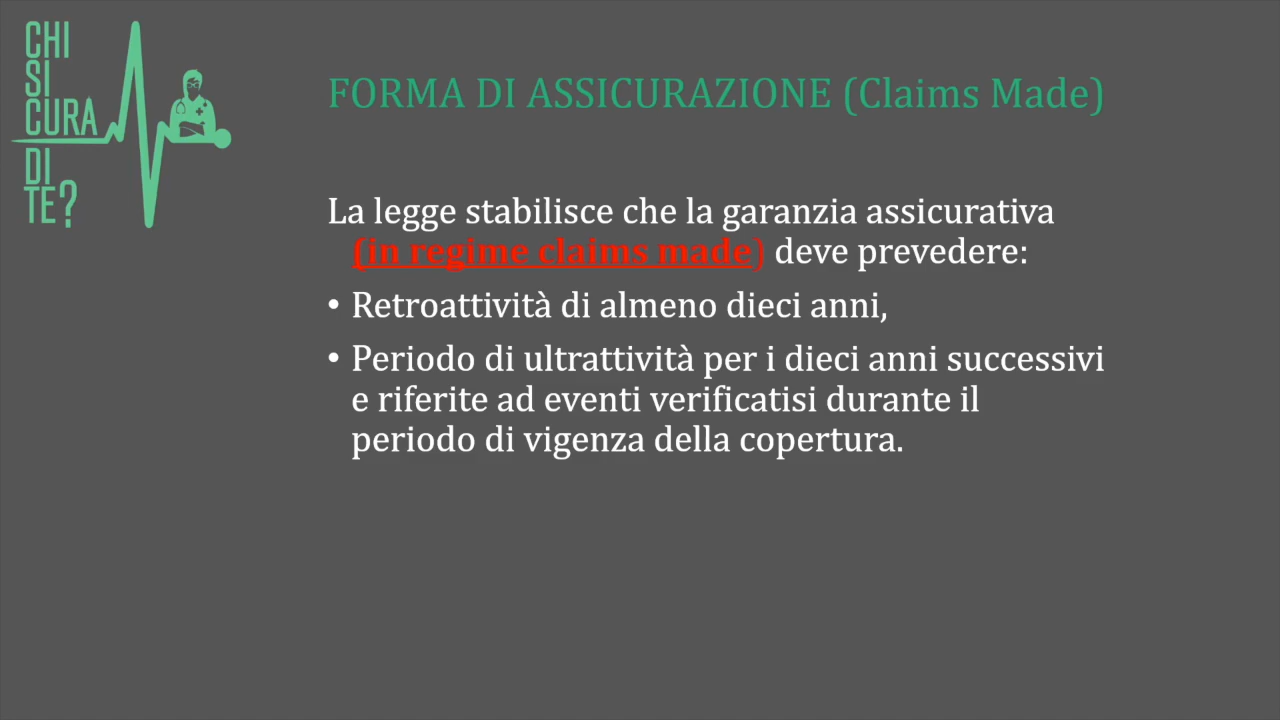 CHI
SI
CURA
DI
TE?
FORMA DI ASSICURAZIONE (Claims Made)
La legge stabilisce che la garanzia assicurativa
(in regime claims made) deve prevedere:
• Retroattività di almeno dieci anni,
• Periodo di ultrattività per i dieci anni successivi
e riferite ad eventi verificatisi durante il
periodo di vigenza della copertura.